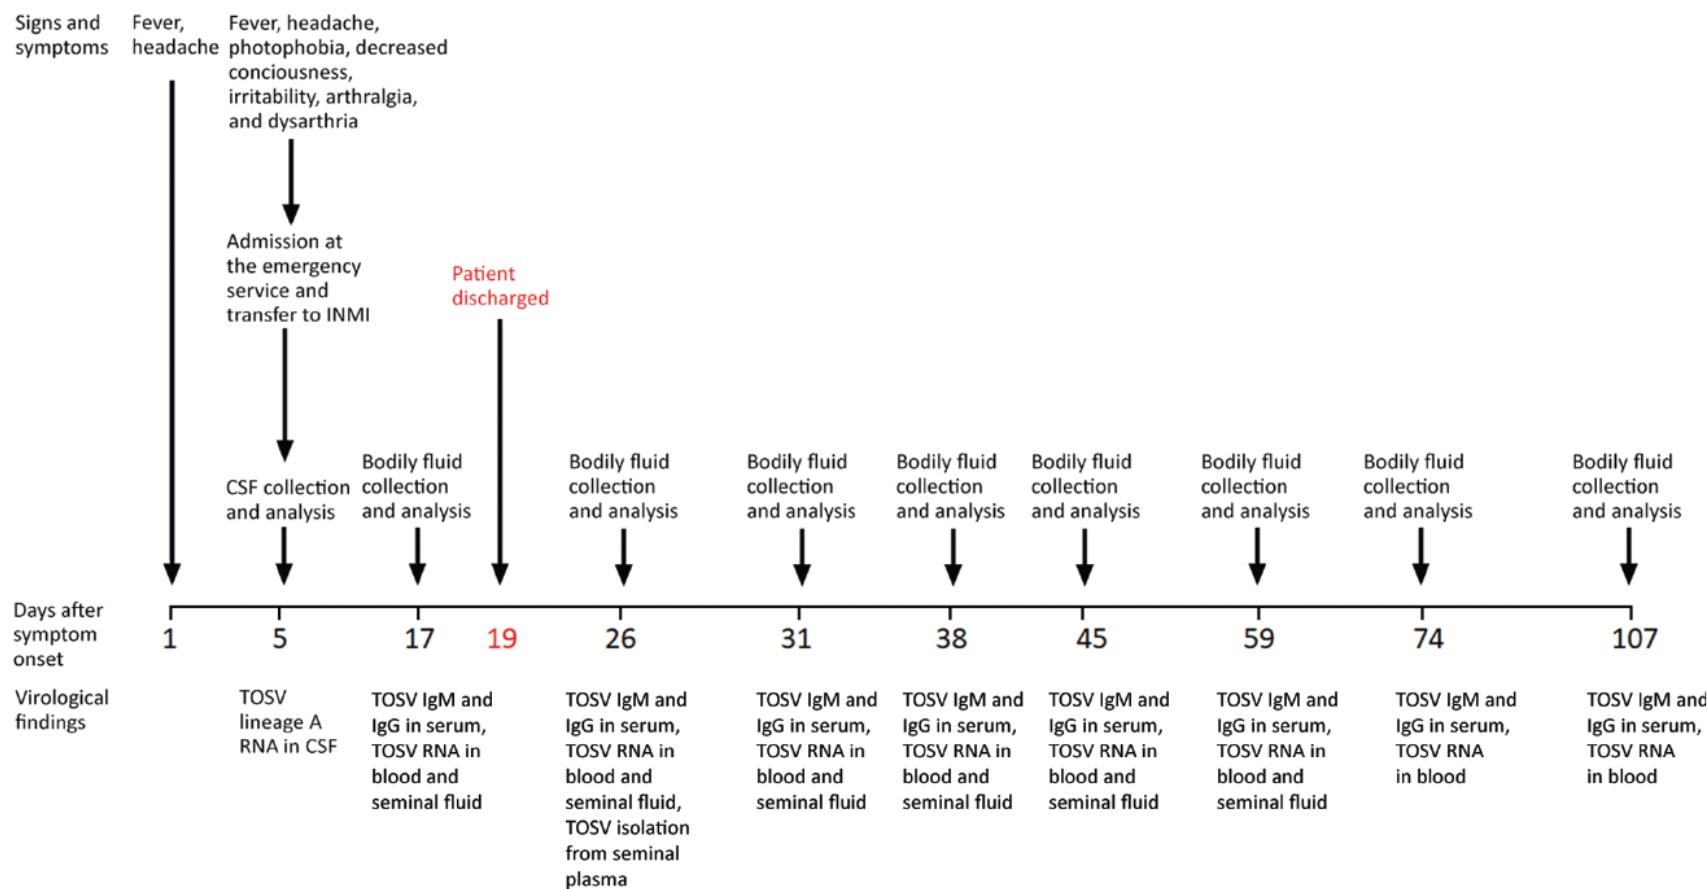 Signs and
symptoms
Fever,
headache
Fever, headache,
photophobia, decreased
conciousness,
irritability, arthralgia,
and dysarthria
Admission at
the emergency
service and
transfer to INMI
Patient
discharged
CSF collection
and analysis
Bodily fluid
collection
and analysis
Bodily fluid
collection
and analysis
Bodily fluid
collection
and analysis
Bodily fluid
collection
and analysis
Bodily fluid
collection
and analysis
Bodily fluid
collection
and analysis
Bodily fluid
collection
and analysis
Bodily fluid
collection
and analysis
Days after
symptom
onset
1 5 17 19 26 31 38 45 59 74 107
Virological
findings
TOSV
lineage A
RNA in CSF
TOSV IgM and
IgG in serum,
TOSV RNA in
blood and
seminal fluid
TOSV IgM and
IgG in serum,
TOSV RNA in
blood and
seminal fluid,
TOSV isolation
from seminal
plasma
TOSV IgM and
IgG in serum,
TOSV RNA in
blood and
seminal fluid
TOSV IgM and
IgG in serum,
TOSV RNA in
blood and
seminal fluid
TOSV IgM and
IgG in serum,
TOSV RNA in
blood and
seminal fluid
TOSV IgM and
IgG in serum,
TOSV RNA in
blood and
seminal fluid
TOSV IgM and
IgG in serum,
TOSV RNA
in blood
TOSV IgM and
IgG in serum,
TOSV RNA
in blood